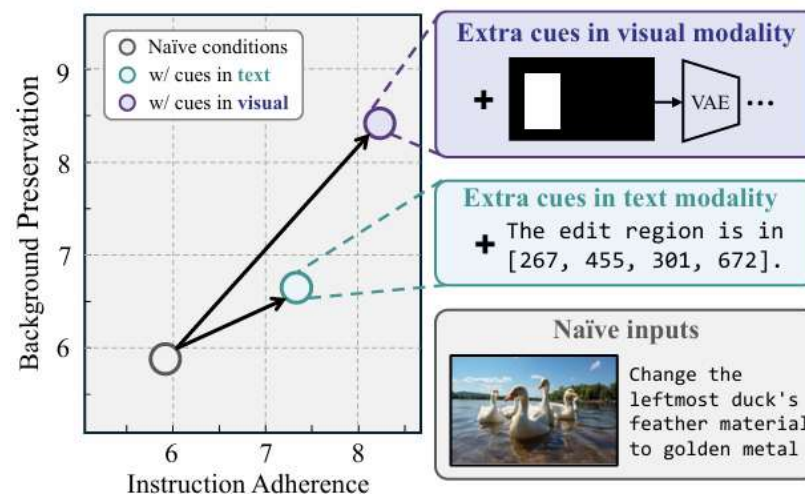 Naïve conditions
w/ cues in text
w/ cues in visual
Background Preservation
9
8
7
6
6
7
8
Instruction Adherence
Extra cues in visual modality
+
VAE
...
Extra cues in text modality
+ The edit region is in
[267, 455, 301, 672].
Naïve inputs
Change the
leftmost duck's
feather material
to golden metal